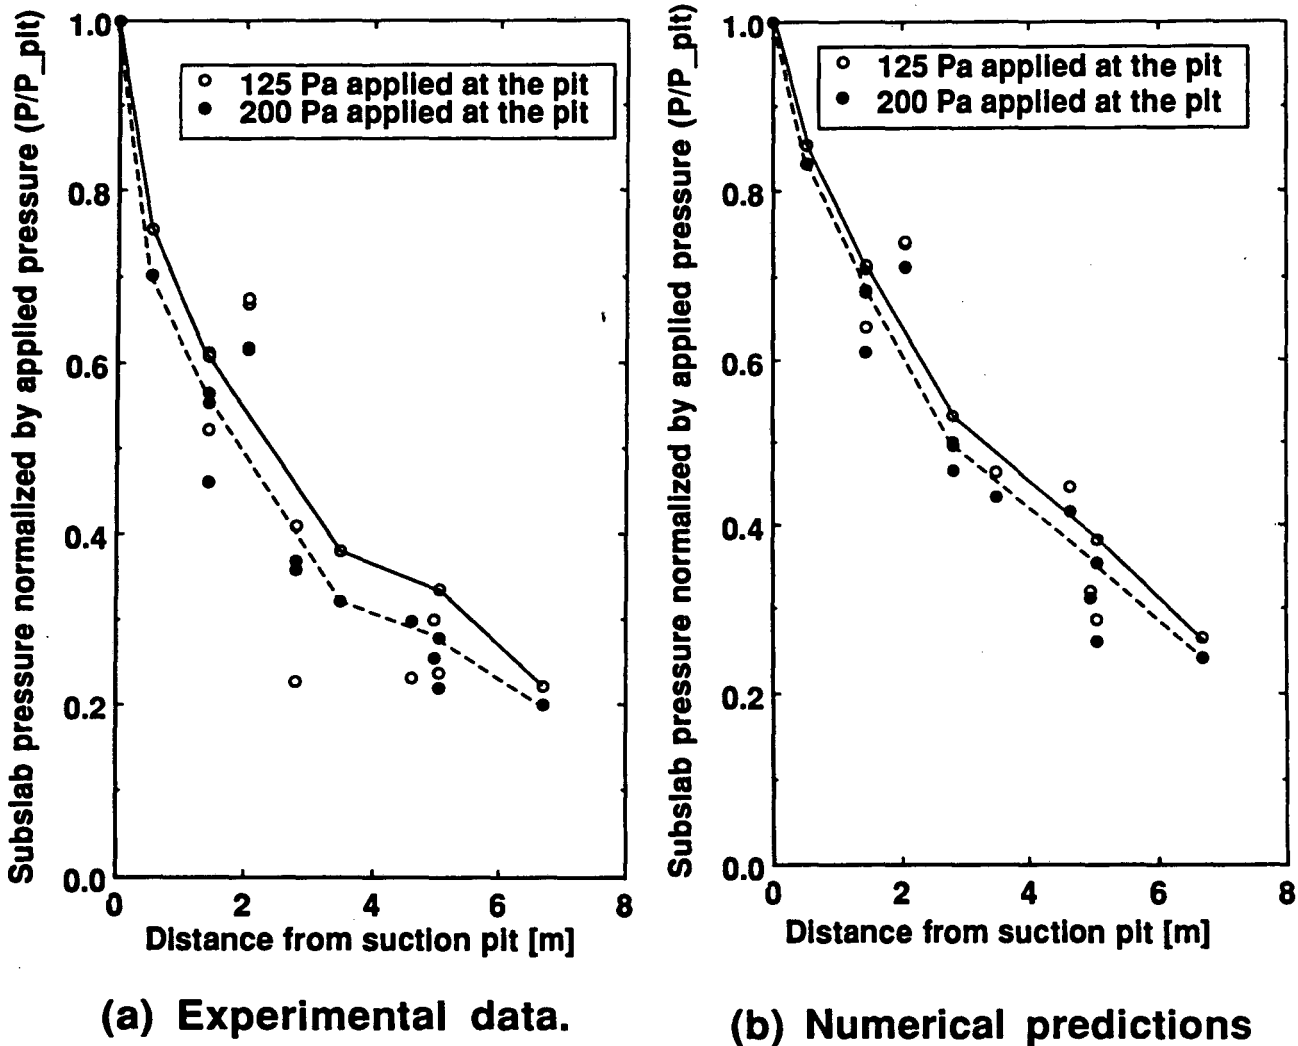 Subslab pressure normalized by applied pressure (P/P_pit)
1.0
0.8
0.6
0.4
0.2
0.0
125 Pa applied at the pit
200 Pa applied at the pit
0 2 4 6 8
Distance from suction pit [m]
(a) Experimental data.
Subslab pressure normalized by applied pressure (P/P_pit)
1.0
0.8
0.6
0.4
0.2
0.0
125 Pa applied at the pit
200 Pa applied at the pit
0 2 4 6 8
Distance from suction pit [m]
(b) Numerical predictions